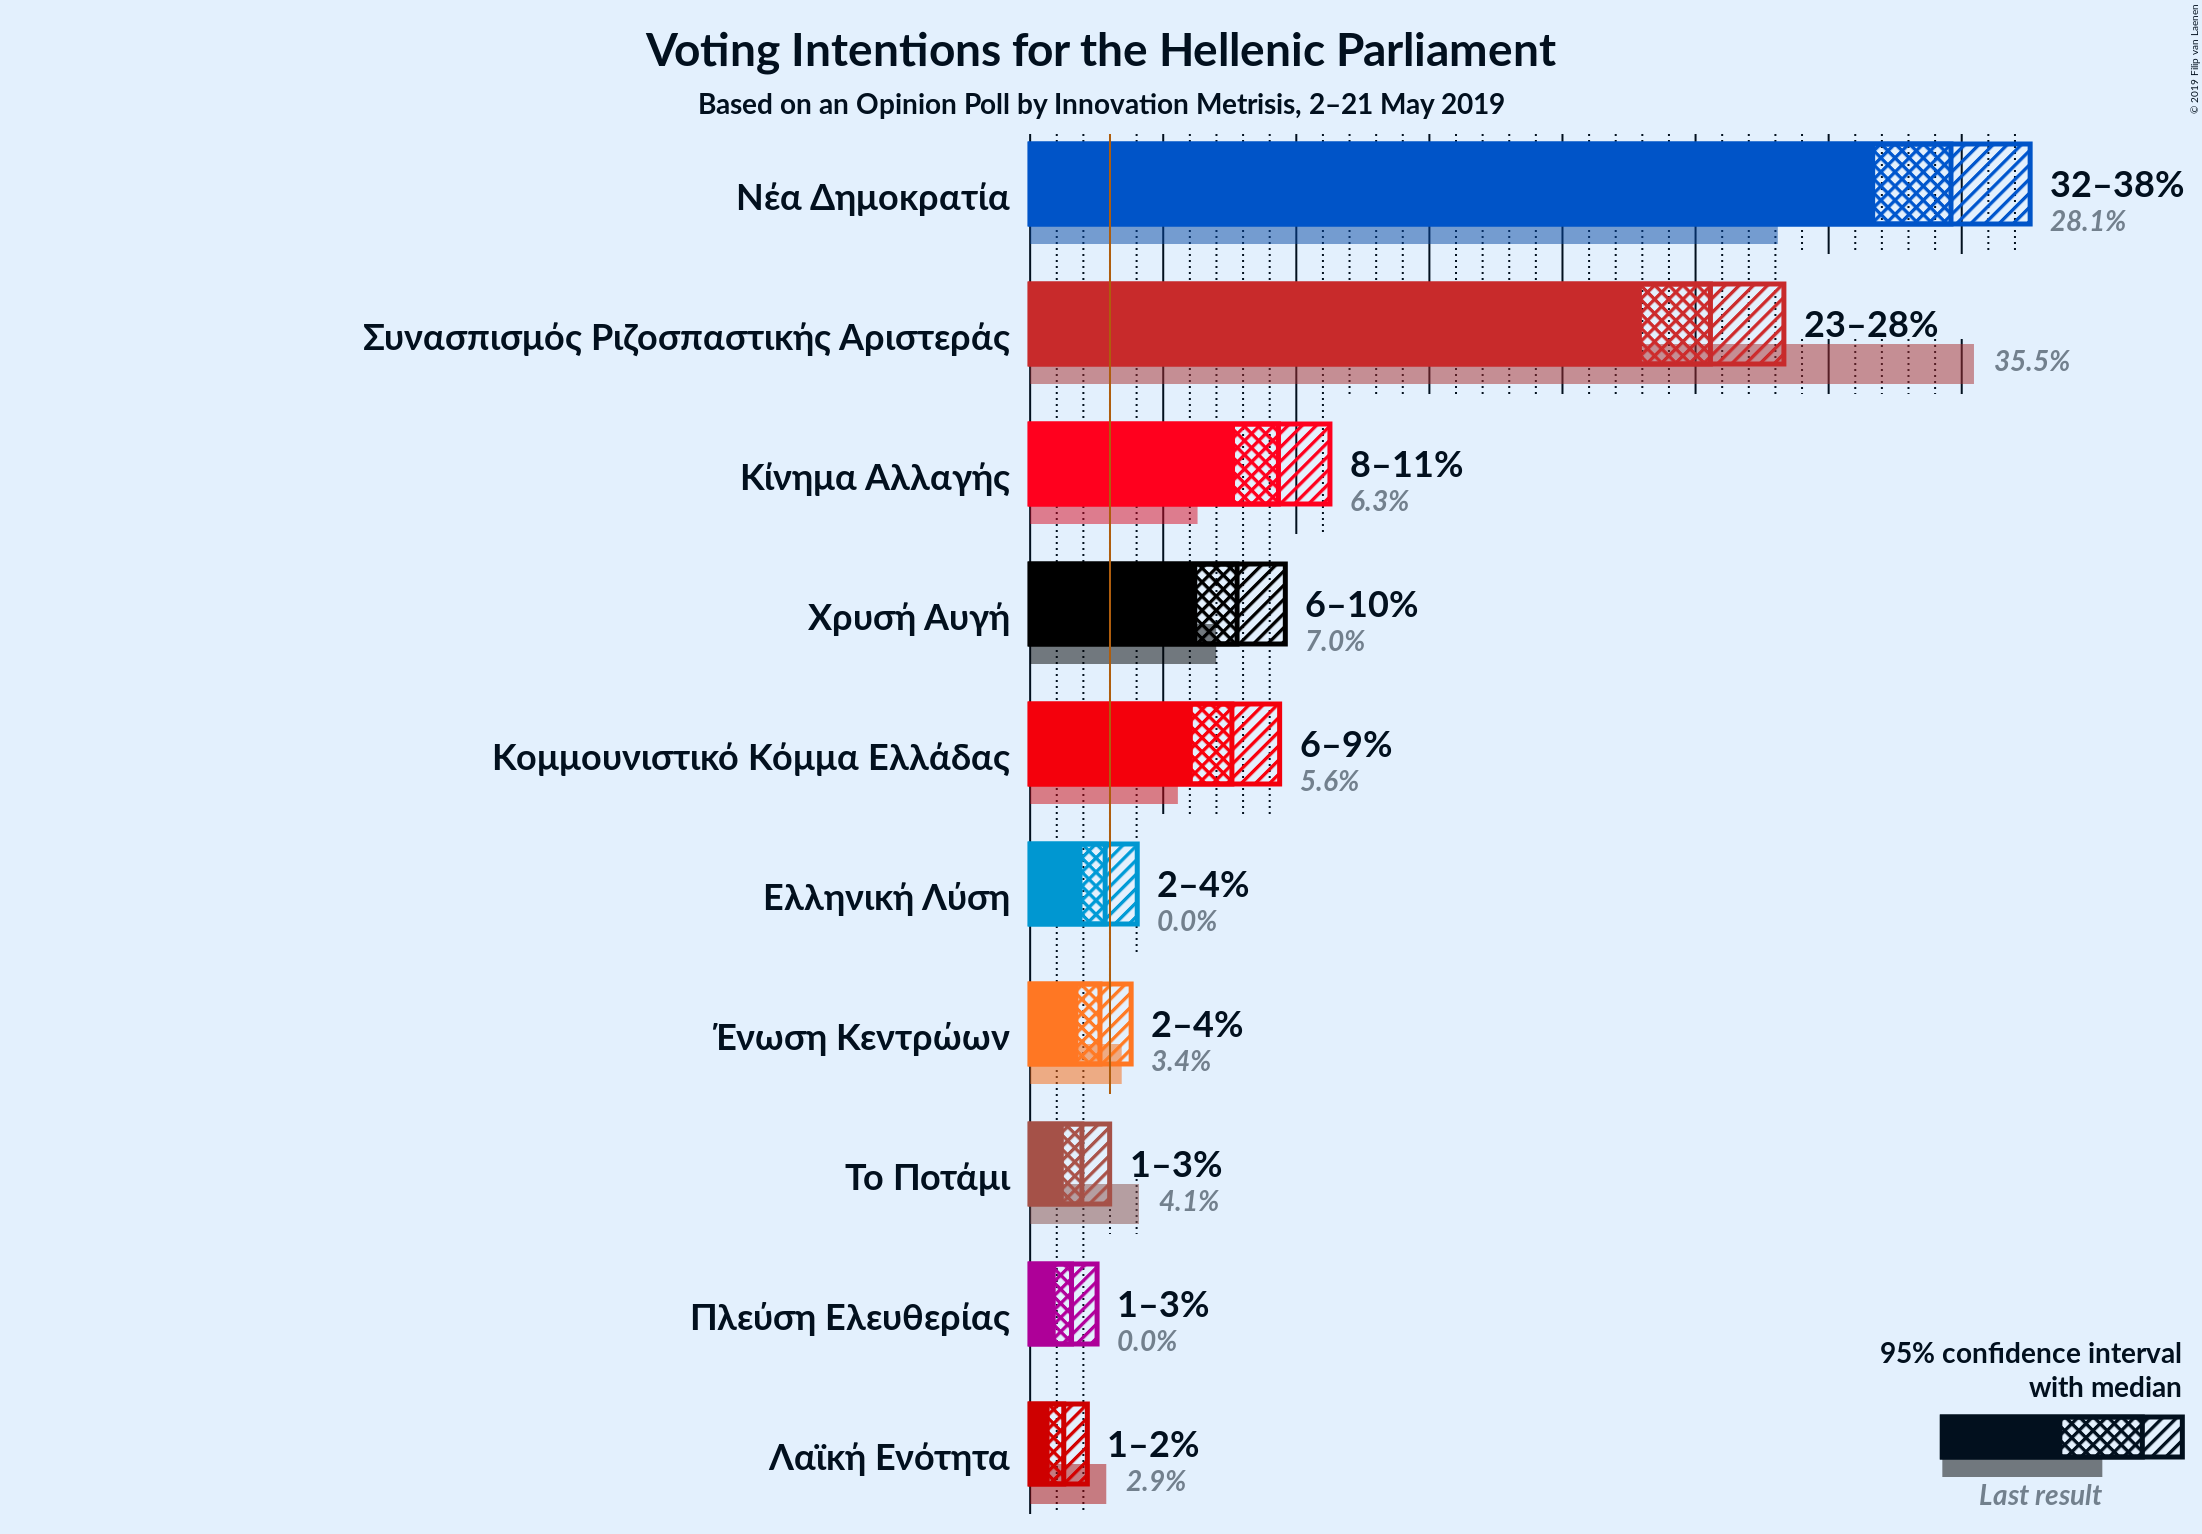 Voting Intentions for the Hellenic Parliament
Based on an Opinion Poll by Innovation Metrisis, 2–21 May 2019
© 2019 Filip van Laenen
Νέα Δημοκρατία
32–38%
28.1%
Συνασπισμός Ριζοσπαστικής Αριστεράς
23–28%
35.5%
Κίνημα Αλλαγής
8–11%
6.3%
Χρυσή Αυγή
6–10%
7.0%
Κομμουνιστικό Κόμμα Ελλάδας
6–9%
5.6%
Ελληνική Λύση
2–4%
0.0%
Ένωση Κεντρώων
2–4%
3.4%
Το Ποτάμι
1–3%
4.1%
Πλεύση Ελευθερίας
1–3%
0.0%
Λαϊκή Ενότητα
1–2%
2.9%
95% confidence interval
with median
Last result